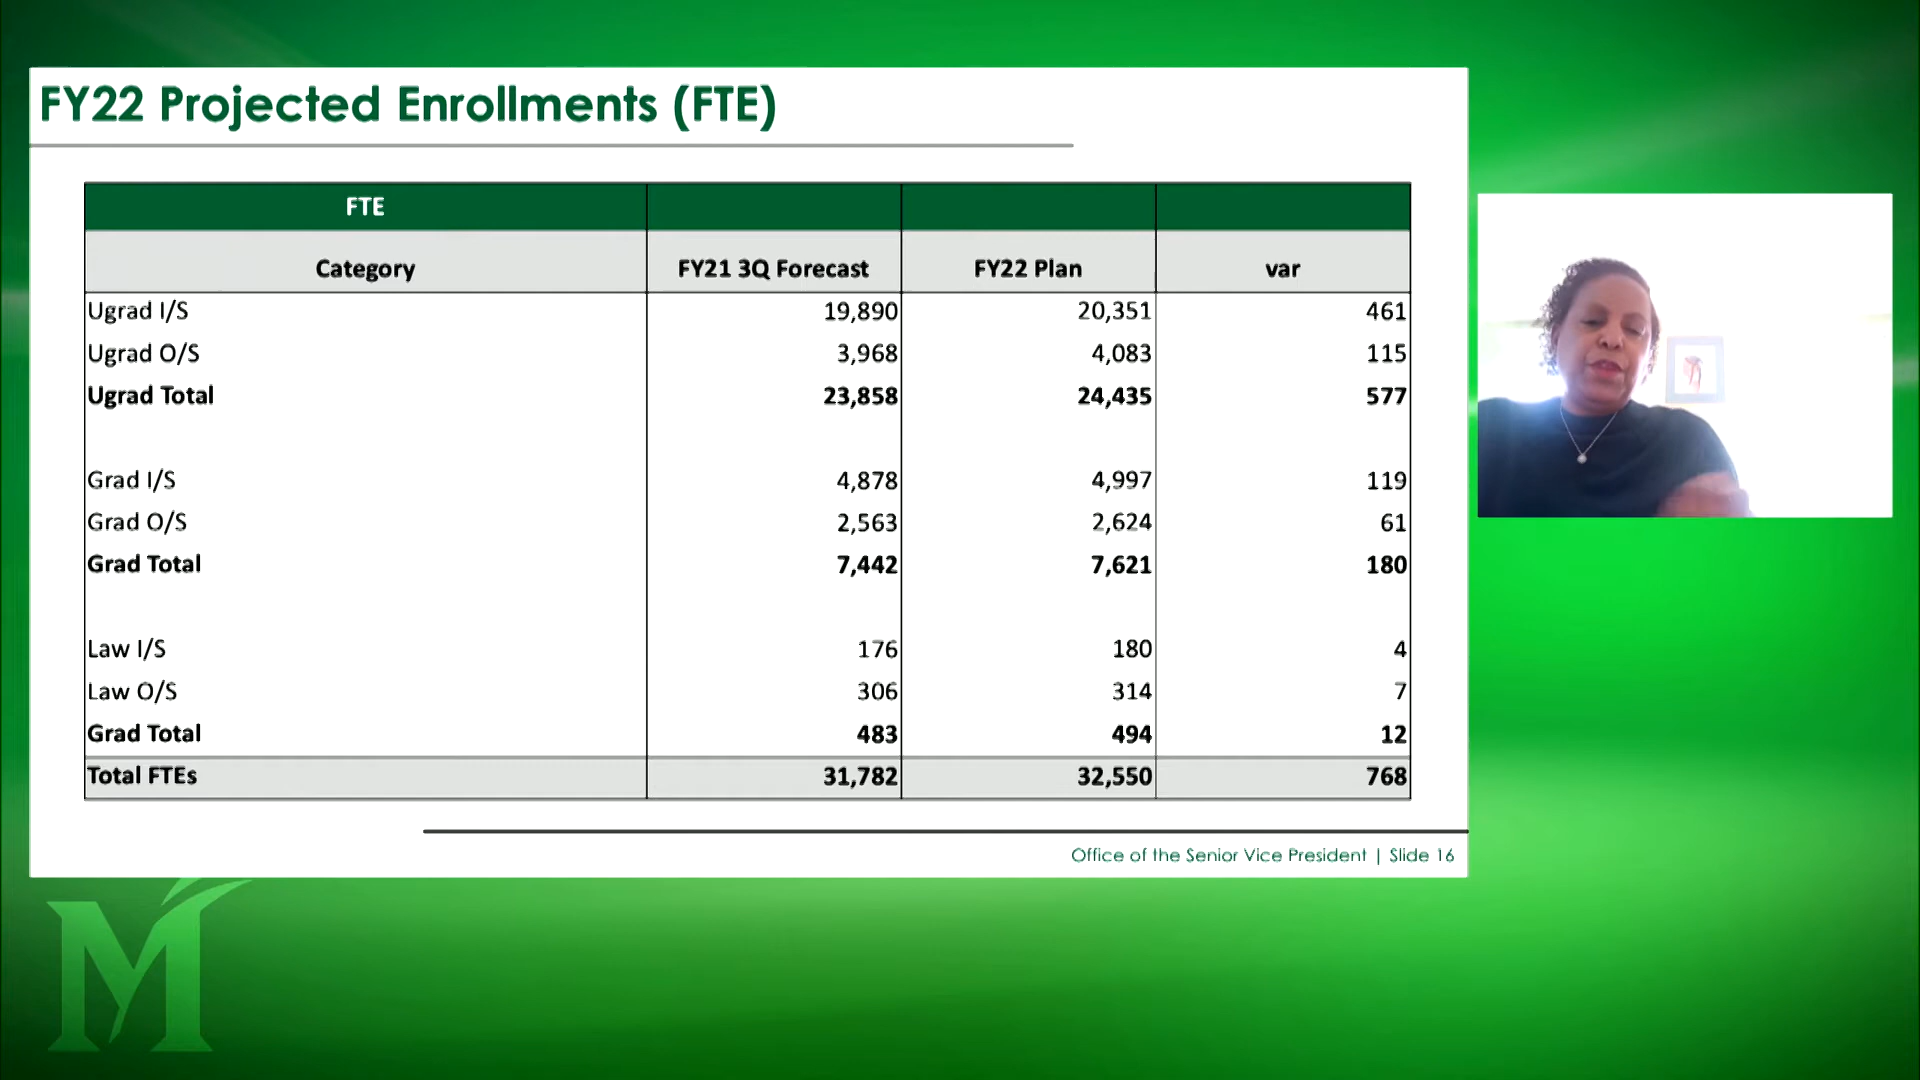 FY22 Projected Enrollments (FTE)
FTE
Category FY21 3Q Forecast FY22 Plan var
Ugrad I/S 19,890 20,351 461
Ugrad O/S 3,968 4,083 115
Ugrad Total 23,858 24,435 577
Grad I/S 4,878 4,997 119
Grad O/S 2,563 2,624 61
Grad Total 7,442 7,621 180
Law I/S 176 180 4
Law O/S 306 314 7
Grad Total 483 494 12
Total FTEs 31,782 32,550 768
Office of the Senior Vice President | Slide 16
M